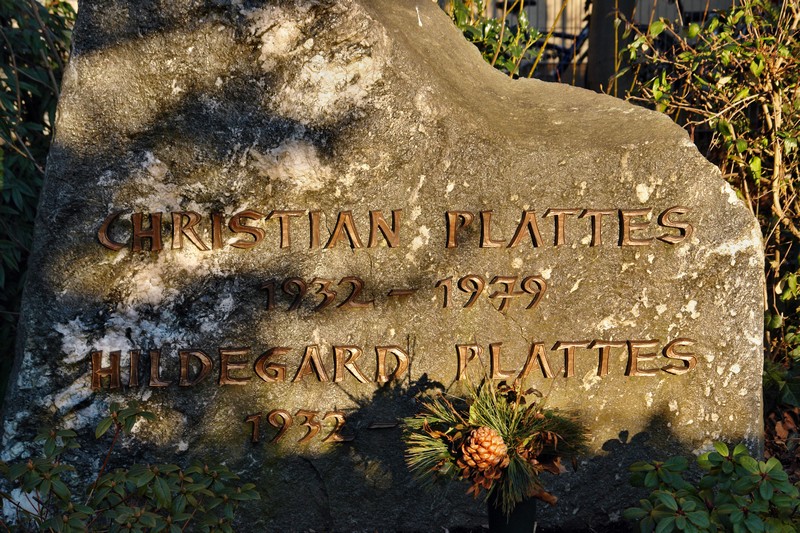 CHRISTIAN PLATTES
1932 – 1979
HILDEGARD PLATTES
1932 –